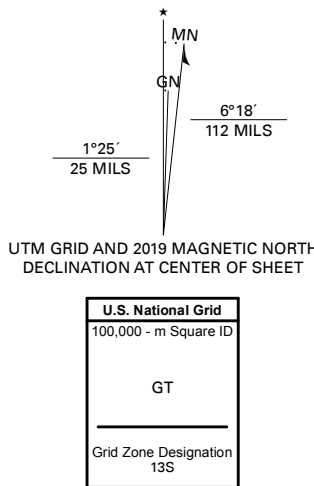 ★
MN
GN
6°18´
112 MILS
1°25´
25 MILS
UTM GRID AND 2019 MAGNETIC NORTH
DECLINATION AT CENTER OF SHEET
U.S. National Grid
100,000 - m Square ID
GT
Grid Zone Designation
13S